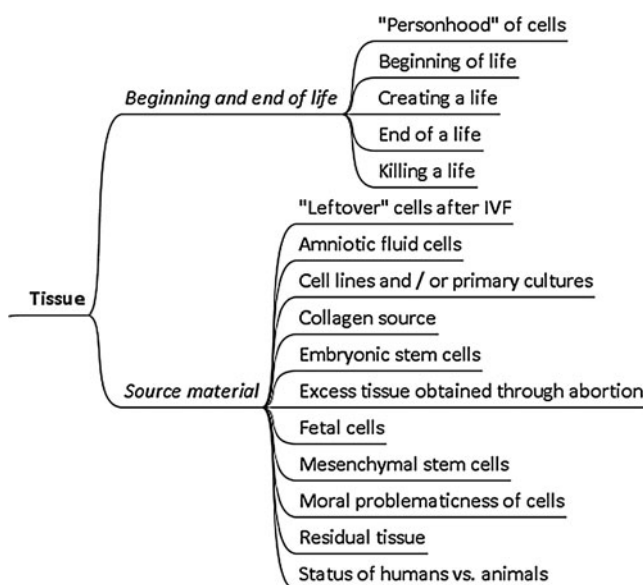 "Personhood" of cells
Beginning of life
Beginning and end of life
Creating a life
End of a life
Killing a life
"Leftover" cells after IVF
Amniotic fluid cells
Cell lines and / or primary cultures
Tissue
Collagen source
Embryonic stem cells
Source material
Excess tissue obtained through abortion
Fetal cells
Mesenchymal stem cells
Moral problematicness of cells
Residual tissue
Status of humans vs. animals